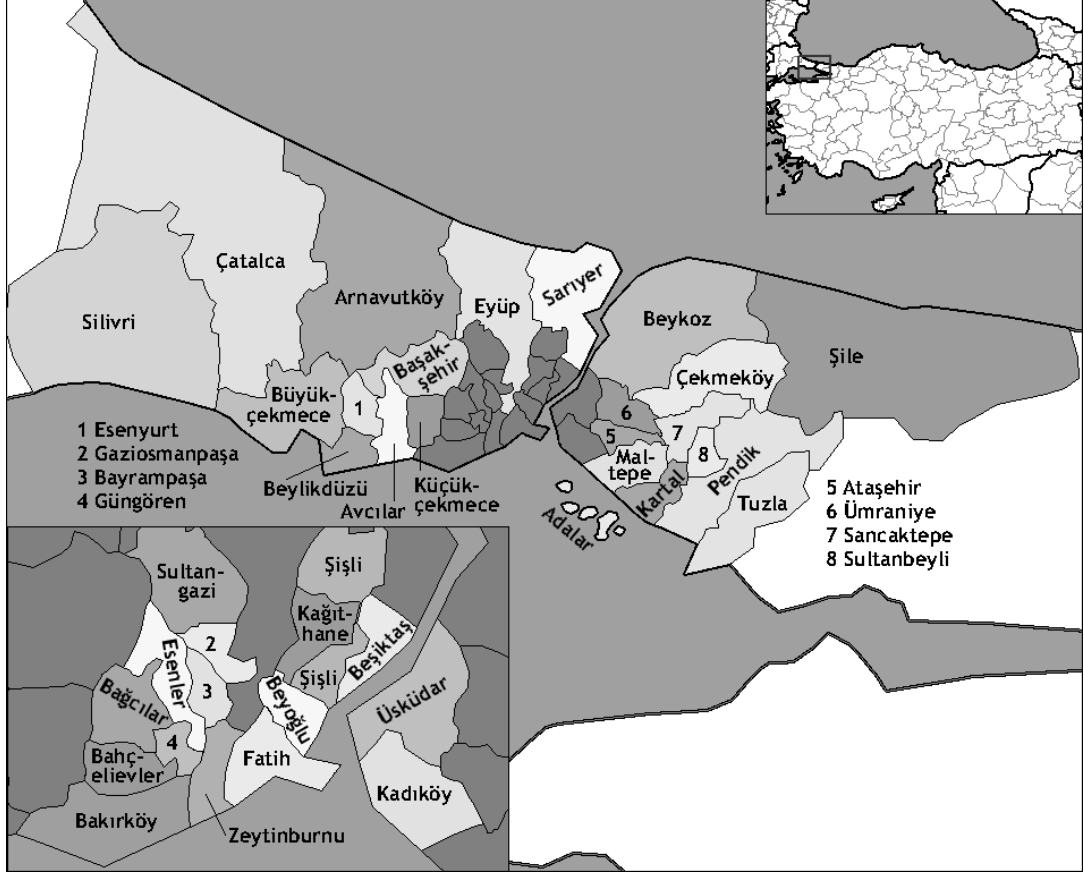 Çatalca
Silivri
Arnavutköy
Eyüp
Sarıyer
Beykoz
Şile
Başak-
şehir
Çekmeköy
Büyük-
çekmece
1
6
5
7
8
Mal-
tepe
Kartal
Pendik
Tuzla
Adalar
Beylikdüzü
Avcılar
Küçük-
çekmece
1 Esenyurt
2 Gaziosmanpaşa
3 Bayrampaşa
4 Güngören
5 Ataşehir
6 Ümraniye
7 Sancaktepe
8 Sultanbeyli
Sultan-
gazi
Şişli
Kağıt-
hane
Beşiktaş
Esenler
2
3
Şişli
Beyoğlu
Üsküdar
Bağcılar
4
Bahç-
elievler
Fatih
Kadıköy
Bakırköy
Zeytinburnu